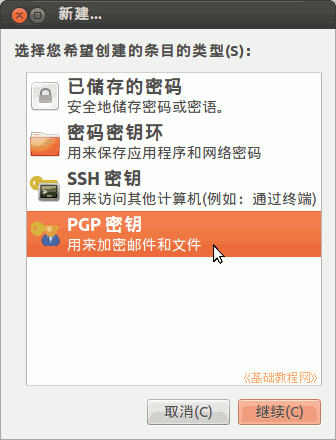 新建...
选择您希望创建的条目的类型(S)：
已储存的密码
安全地储存密码或密语。
密码密钥环
用来保存应用程序和网络密码
SSH 密钥
用来访问其他计算机(例如：通过终端)
PGP 密钥
用来加密邮件和文件
《基础教程网》
取消(C)
继续(C)